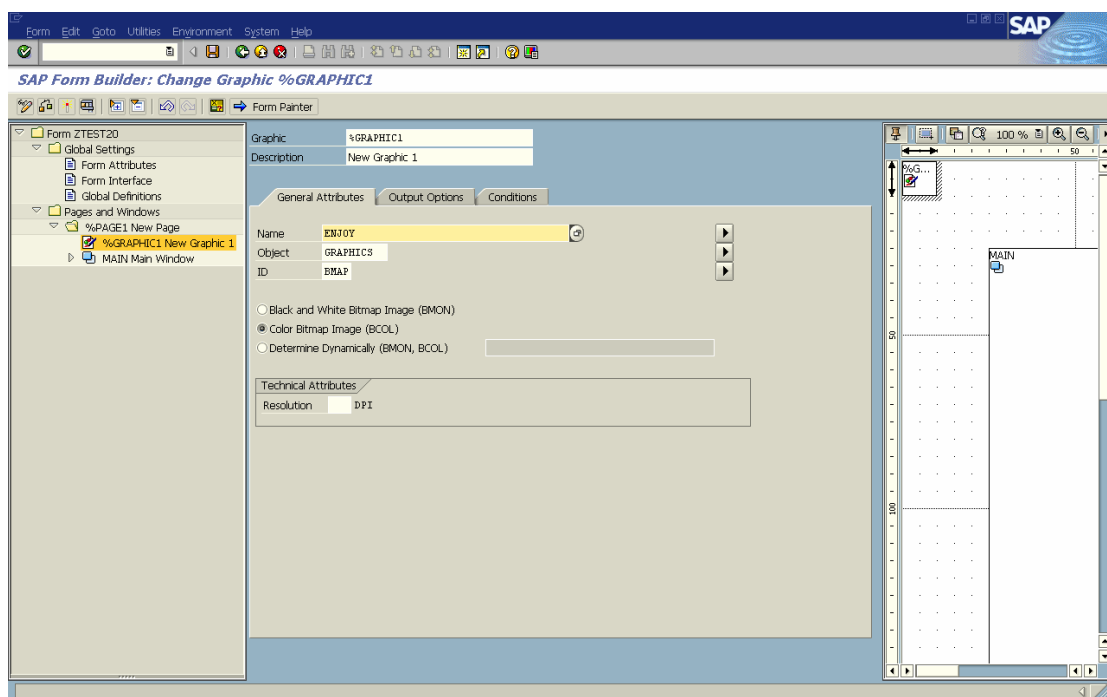 Form Edit Goto Utilities Environment System Help
SAP
SAP Form Builder: Change Graphic %GRAPHIC1
Form Painter
Form ZTEST20
Global Settings
Form Attributes
Form Interface
Global Definitions
Pages and Windows
%PAGE1 New Page
%GRAPHIC1 New Graphic 1
MAIN Main Window
Graphic %GRAPHIC1
Description New Graphic 1
General Attributes Output Options Conditions
Name ENJOY
Object GRAPHICS
ID BMAP
Black and White Bitmap Image (BMON)
Color Bitmap Image (BCOL)
Determine Dynamically (BMON, BCOL)
Technical Attributes
Resolution DPI
100 %
50
%G...
MAIN
50
100